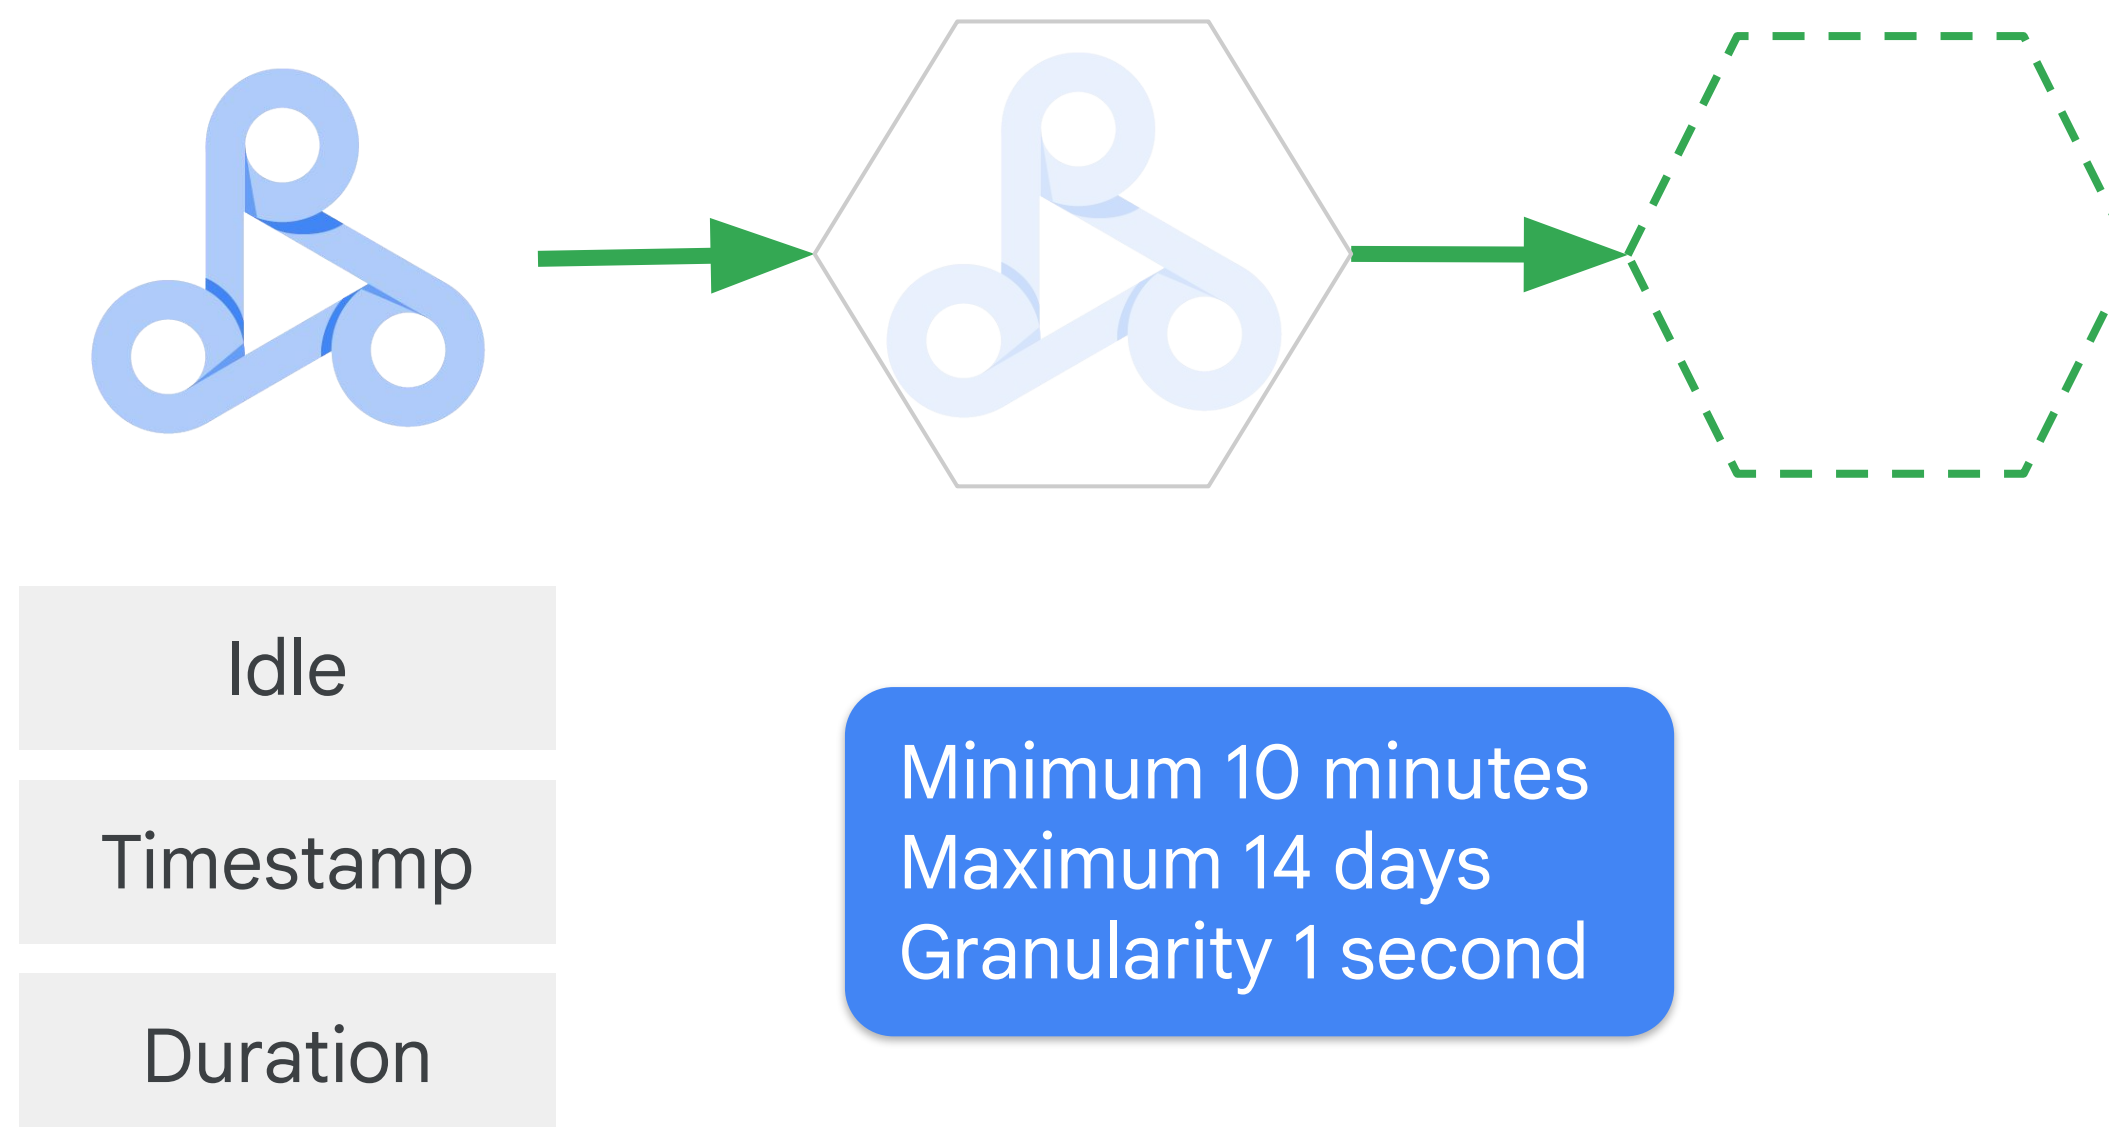 Idle
Timestamp
Duration
Minimum 10 minutes
Maximum 14 days
Granularity 1 second